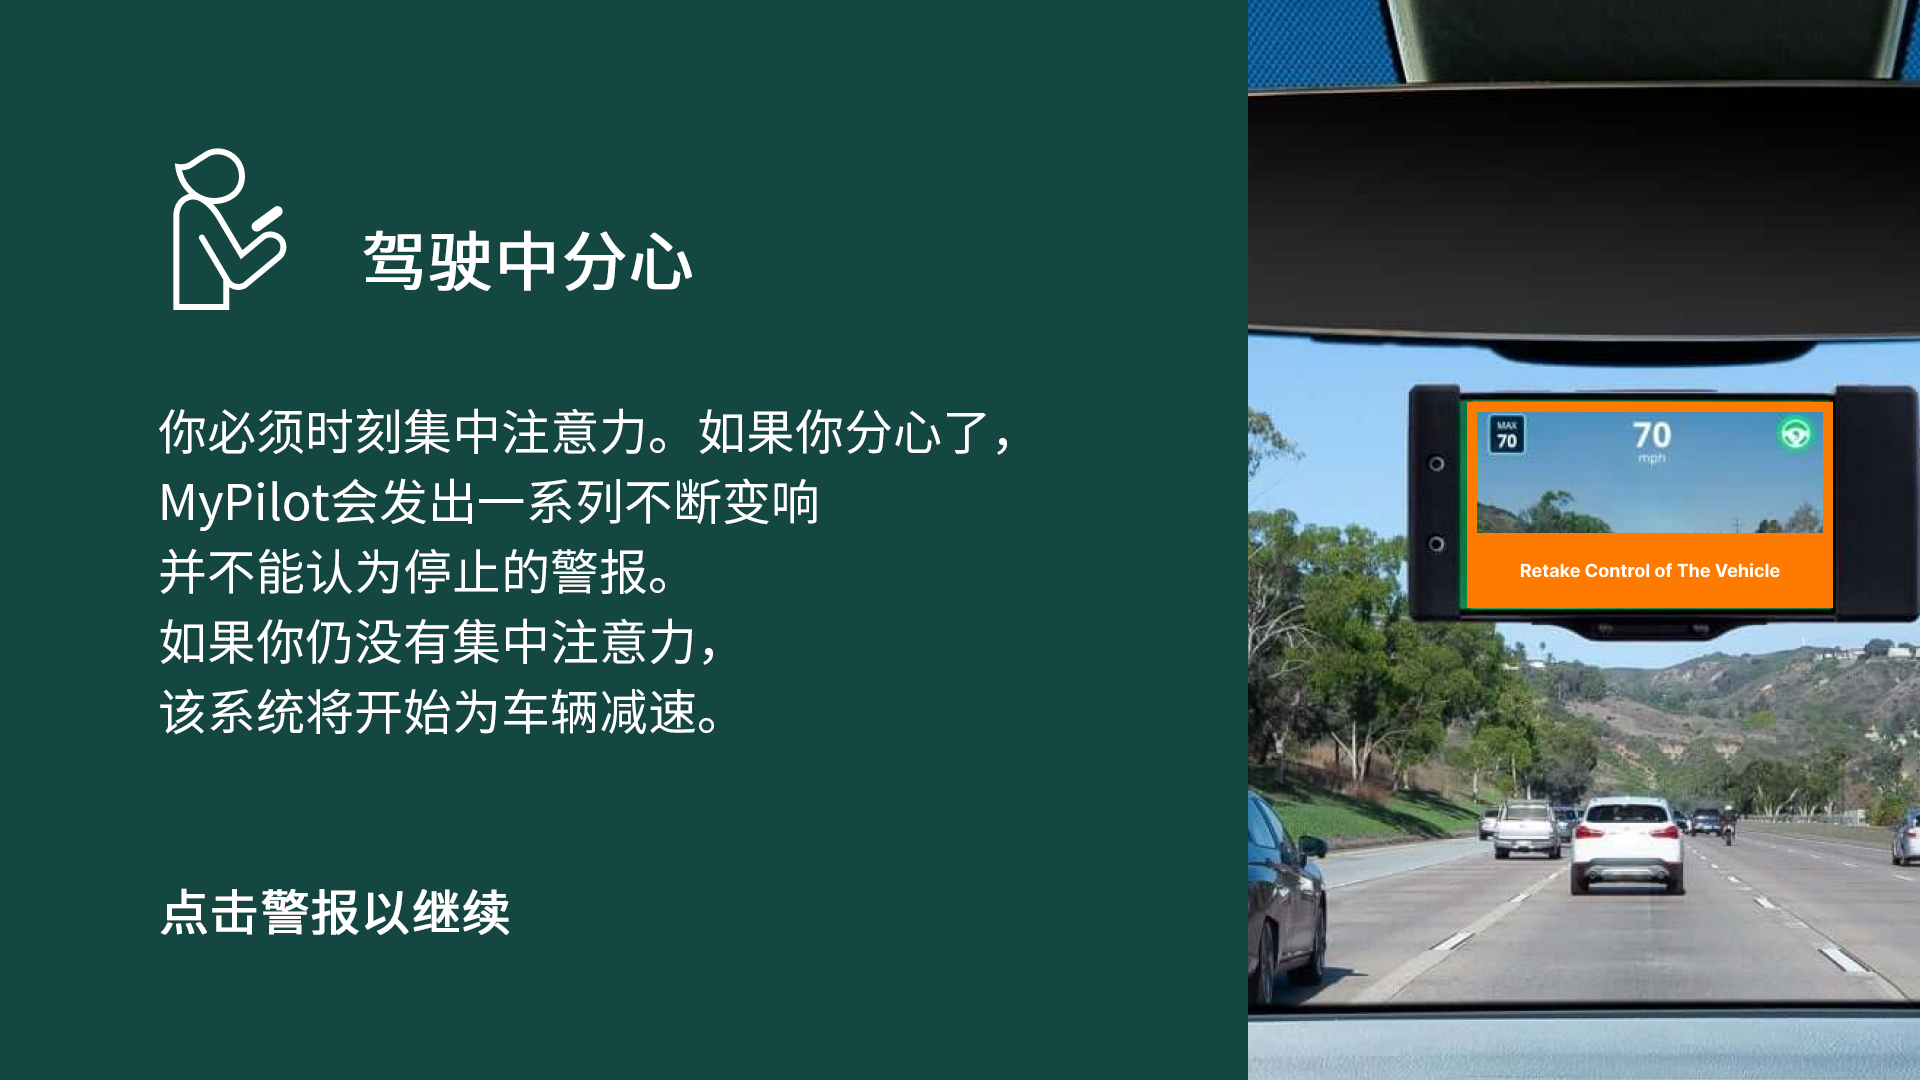 驾驶中分心
你必须时刻集中注意力。如果你分心了，
MyPilot会发出一系列不断变响
并不能认为停止的警报。
如果你仍没有集中注意力，
该系统将开始为车辆减速。
点击警报以继续
MAX
70
70
mph
Retake Control of The Vehicle